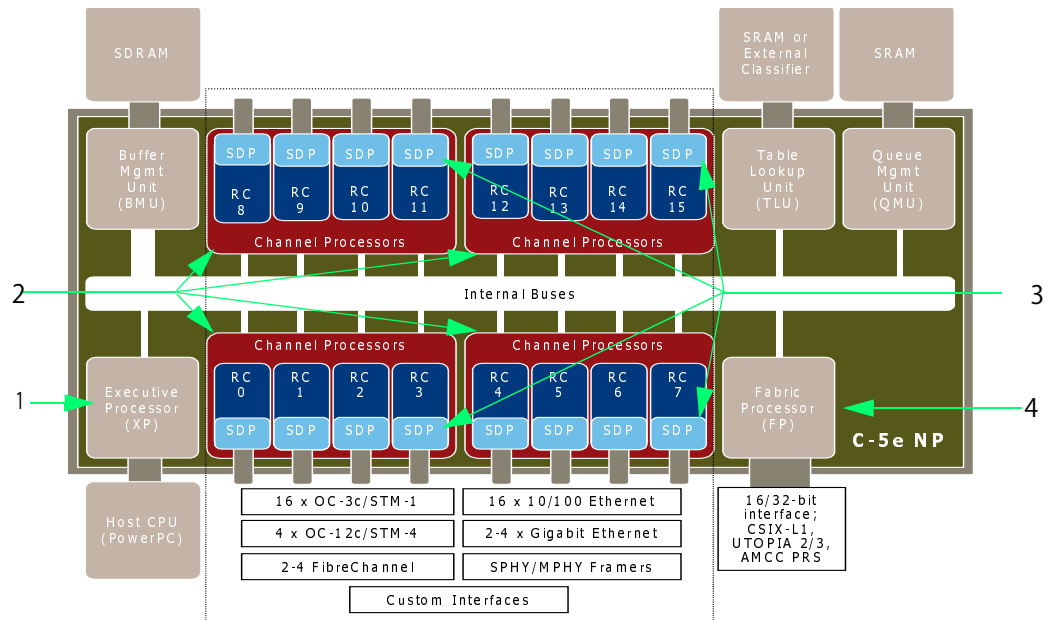 SDRAM
SRAM or
External
Classifier
SRAM
Buffer
Mgmt
Unit
(BMU)
SDP
RC
8
SDP
RC
9
SDP
RC
10
SDP
RC
11
Channel Processors
SDP
RC
12
SDP
RC
13
SDP
RC
14
SDP
RC
15
Channel Processors
Table
Lookup
Unit
(TLU)
Queue
Mgmt
Unit
(QMU)
2
Internal Buses
3
1
Executive
Processor
(XP)
Channel Processors
RC
0
SDP
RC
1
SDP
RC
2
SDP
RC
3
SDP
Channel Processors
RC
4
SDP
RC
5
SDP
RC
6
SDP
RC
7
SDP
Fabric
Processor
(FP)
4
C-5e NP
Host CPU
(PowerPC)
16 x OC-3c/STM-1
16 x 10/100 Ethernet
4 x OC-12c/STM-4
2-4 x Gigabit Ethernet
2-4 FibreChannel
SPHY/MPHY Framers
Custom Interfaces
16/32-bit
interface;
CSIX-L1,
UTOPIA 2/3,
AMCC PRS